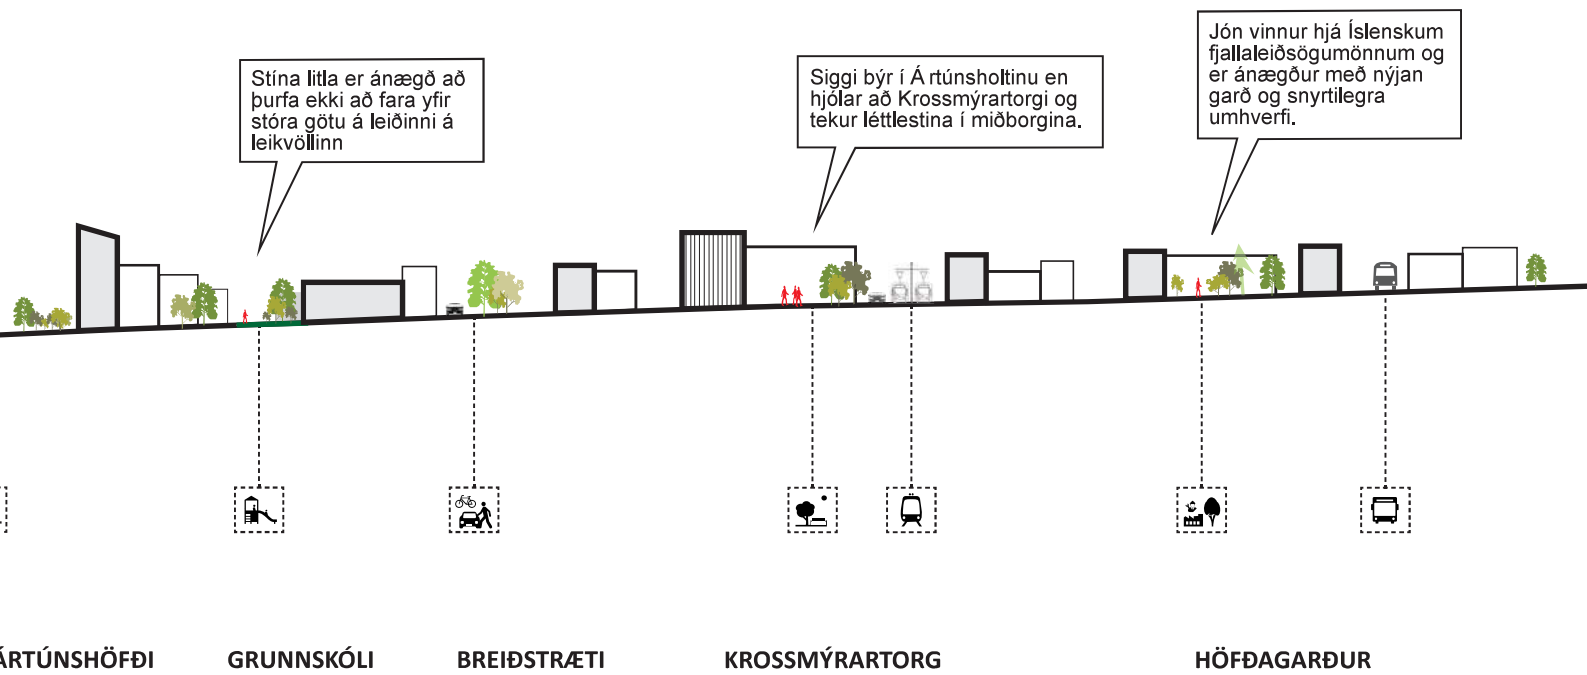 Stína litla er ánægð að
þurfa ekki að fara yfir
stóra götu á leiðinni á
leikvöllinn
Siggi býr í Ártúnsholtinu en
hjólar að Krossmýrartorgi og
tekur léttlestina í miðborgina.
Jón vinnur hjá Íslenskum
fjallaleiðsögumönnum og
er ánægður með nýjan
garð og snyrtilegra
umhverfi.
ÁRTÚNSHÖFÐI
GRUNNSKÓLI
BREIÐSTRÆTI
KROSSMÝRARTORG
HÖFÐAGARÐUR